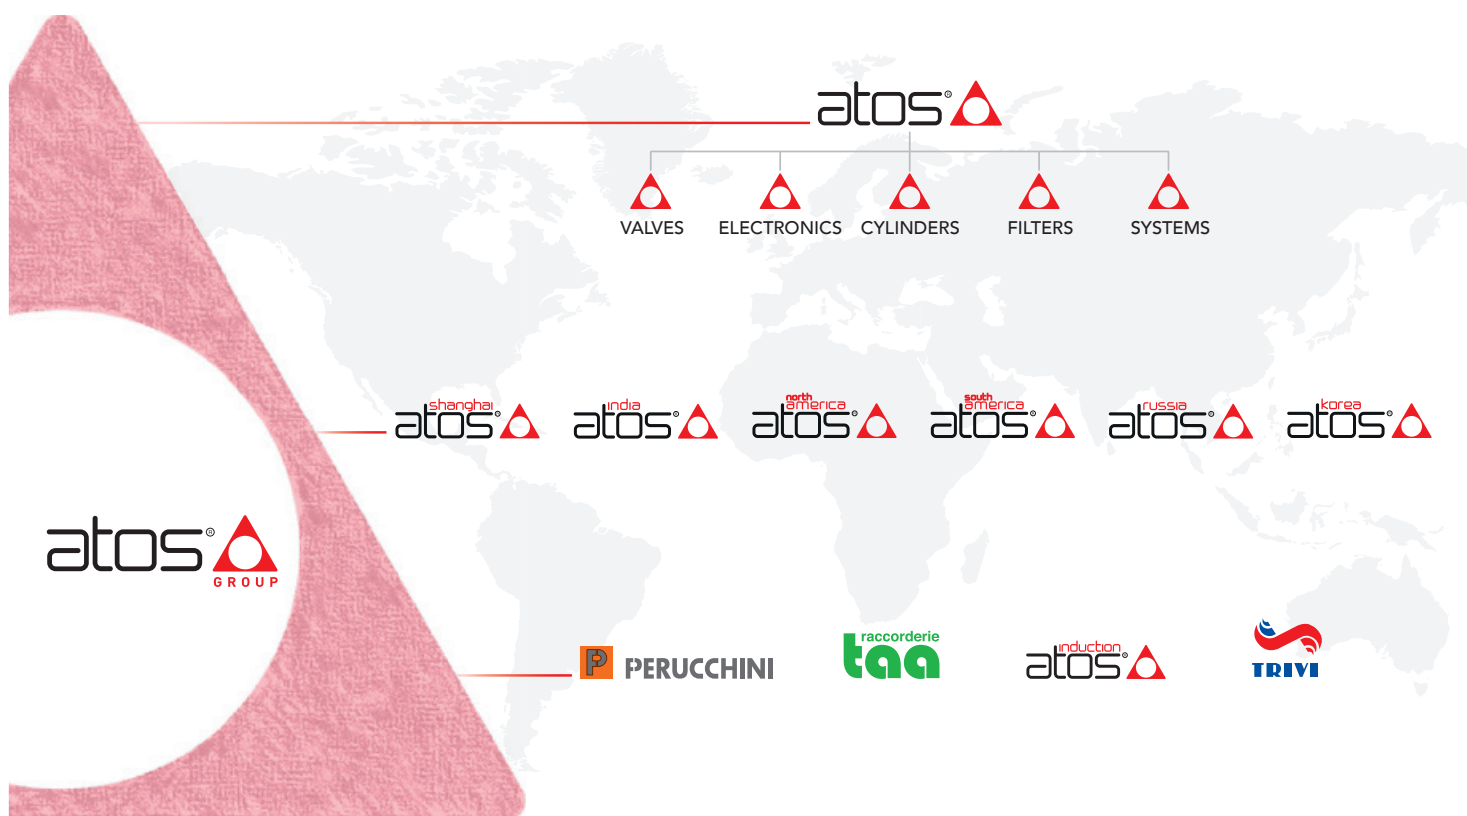 atos®
VALVES ELECTRONICS CYLINDERS FILTERS SYSTEMS
shanghai atos® india atos® north america atos® south america atos® russia atos® korea atos®
atos®
GROUP
P PERUCCHINI raccorderie taa induction atos® TRIVI